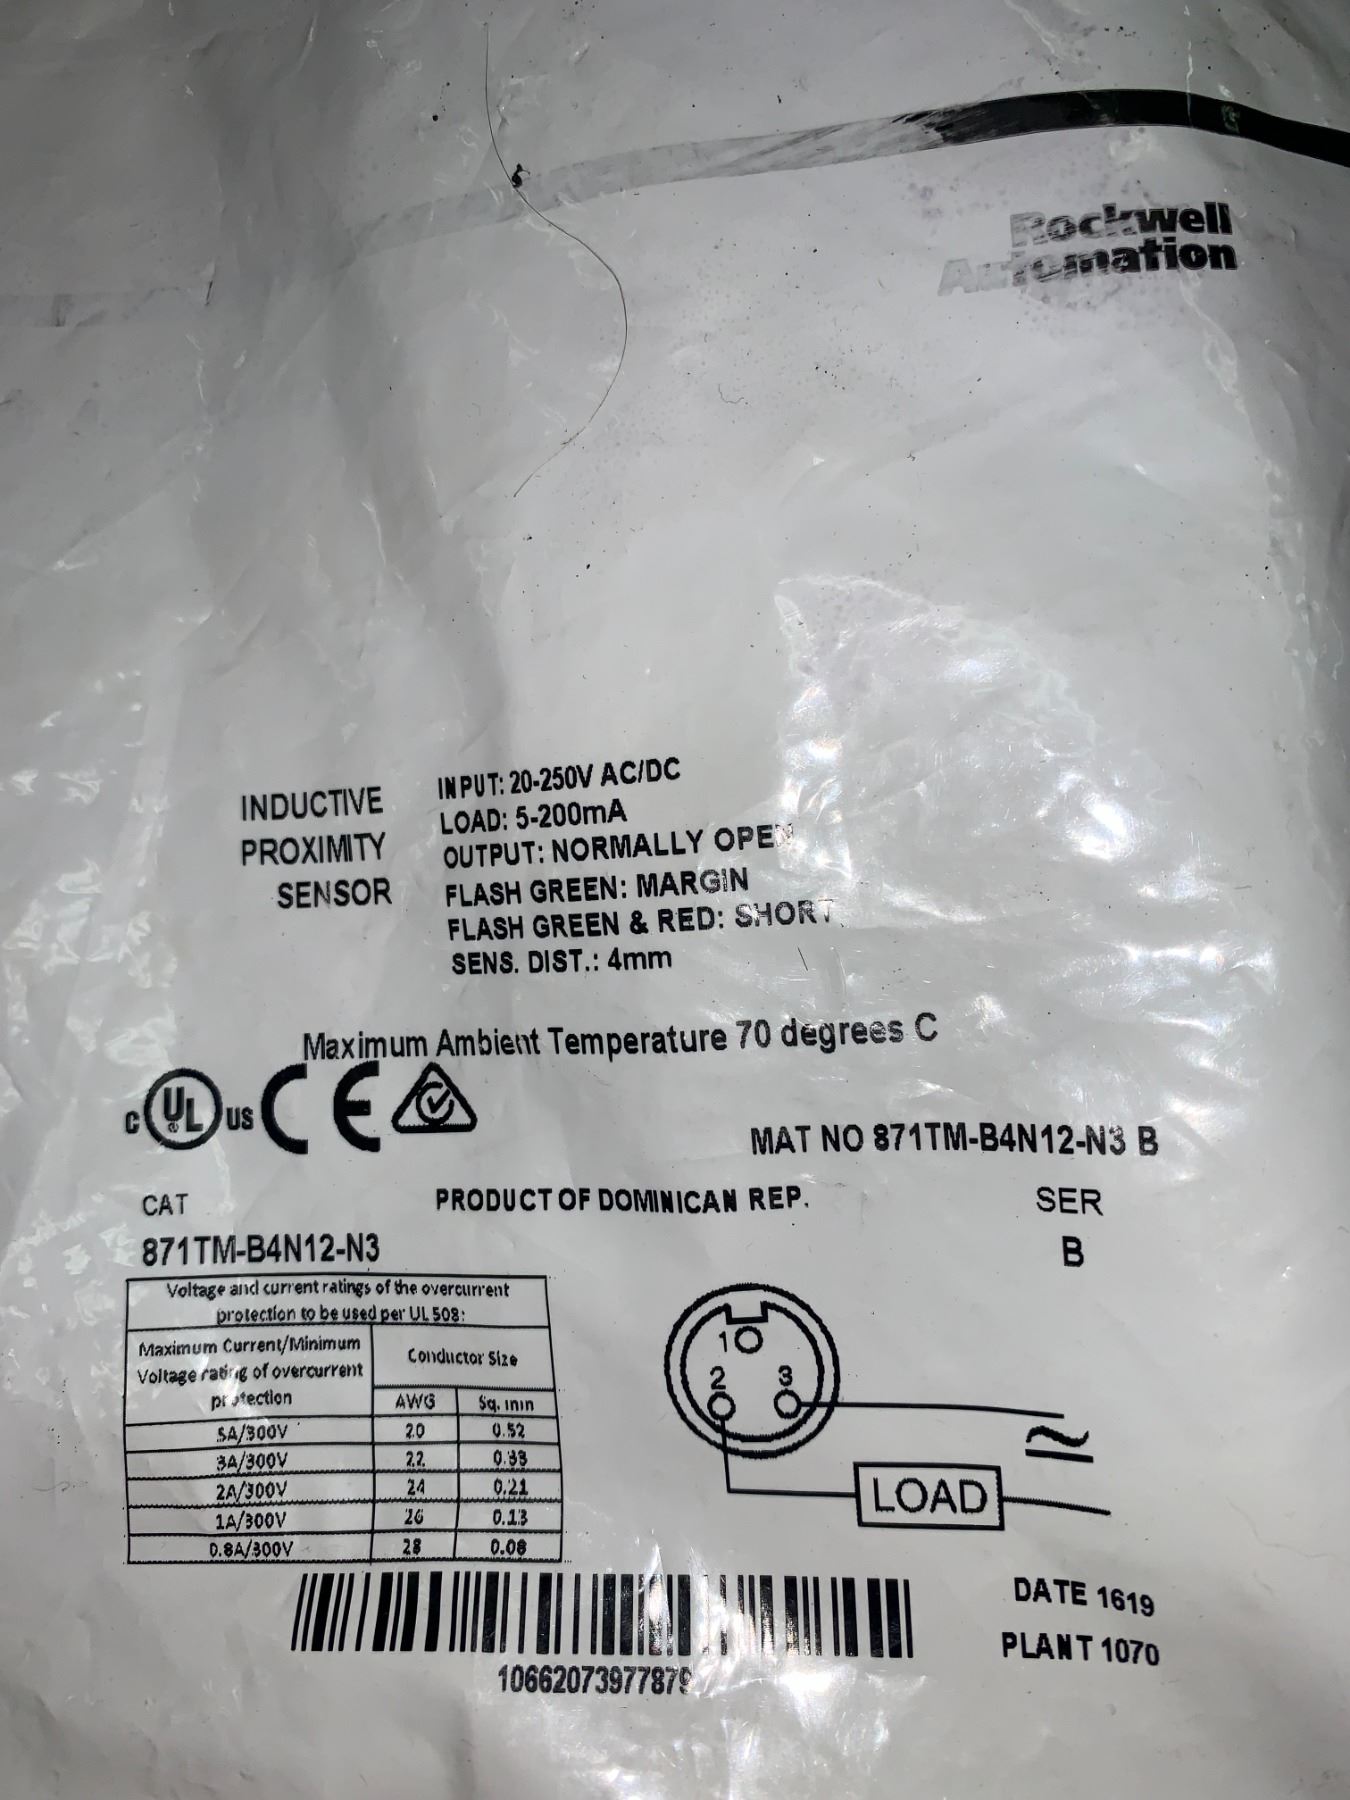 Rockwell
Automation
INDUCTIVE
PROXIMITY
SENSOR
INPUT: 20-250V AC/DC
LOAD: 5-200mA
OUTPUT: NORMALLY OPEN
FLASH GREEN: MARGIN
FLASH GREEN & RED: SHORT
SENS. DIST.: 4mm
Maximum Ambient Temperature 70 degrees C
C UL US CE
MAT NO 871TM-B4N12-N3 B
CAT
PRODUCT OF DOMINICAN REP.
SER
871TM-B4N12-N3
B
Voltage and current ratings of the overcurrent
protection to be used per UL 508:
Maximum Current/Minimum
Voltage rating of overcurrent
protection
Conductor Size
AWG Sq. mm
5A/300V 20 0.52
3A/300V 22 0.33
2A/300V 24 0.21
1A/300V 26 0.13
0.8A/300V 28 0.08
1
2 3
LOAD
DATE 1619
PLANT 1070
10662073977879